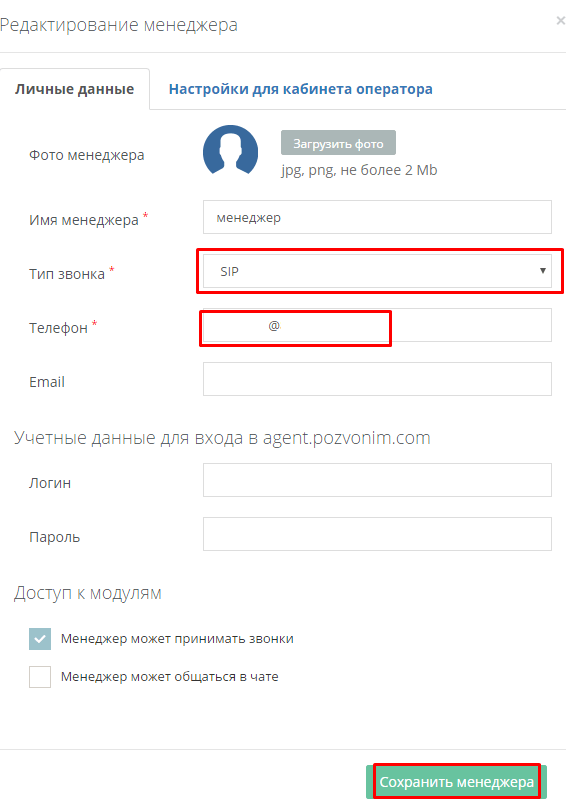 Редактирование менеджера
×
Личные данные
Настройки для кабинета оператора
Фото менеджера
Загрузить фото
jpg, png, не более 2 Mb
Имя менеджера *
менеджер
Тип звонка *
SIP
Телефон *
@
Email
Учетные данные для входа в agent.pozvonim.com
Логин
Пароль
Доступ к модулям
Менеджер может принимать звонки
Менеджер может общаться в чате
Сохранить менеджера